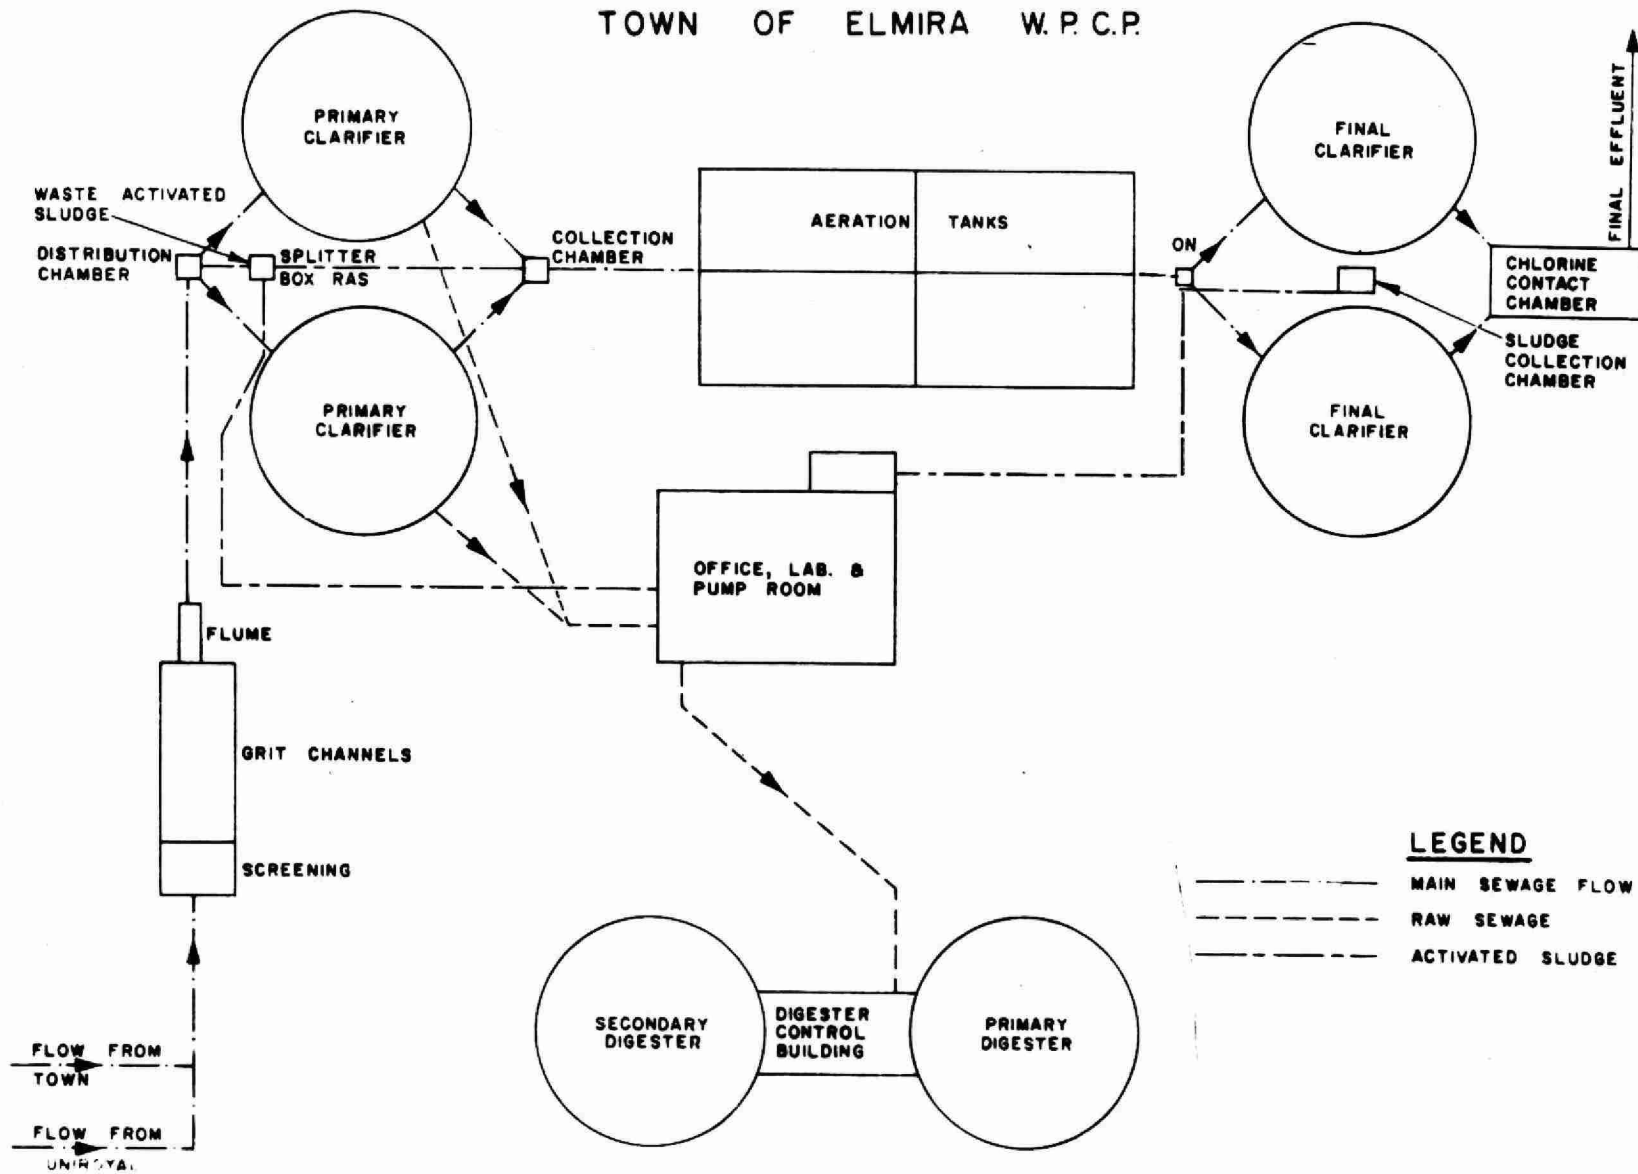 TOWN OF ELMIRA W.P.C.P.
PRIMARY
CLARIFIER
FINAL
CLARIFIER
FINAL EFFLUENT
WASTE ACTIVATED
SLUDGE
DISTRIBUTION
CHAMBER
SPLITTER
BOX RAS
COLLECTION
CHAMBER
AERATION TANKS
ON
CHLORINE
CONTACT
CHAMBER
SLUDGE
COLLECTION
CHAMBER
PRIMARY
CLARIFIER
FINAL
CLARIFIER
OFFICE, LAB. &
PUMP ROOM
FLUME
GRIT CHANNELS
SCREENING
LEGEND
MAIN SEWAGE FLOW
RAW SEWAGE
ACTIVATED SLUDGE
SECONDARY
DIGESTER
DIGESTER
CONTROL
BUILDING
PRIMARY
DIGESTER
FLOW FROM
TOWN
FLOW FROM
UNIROYAL